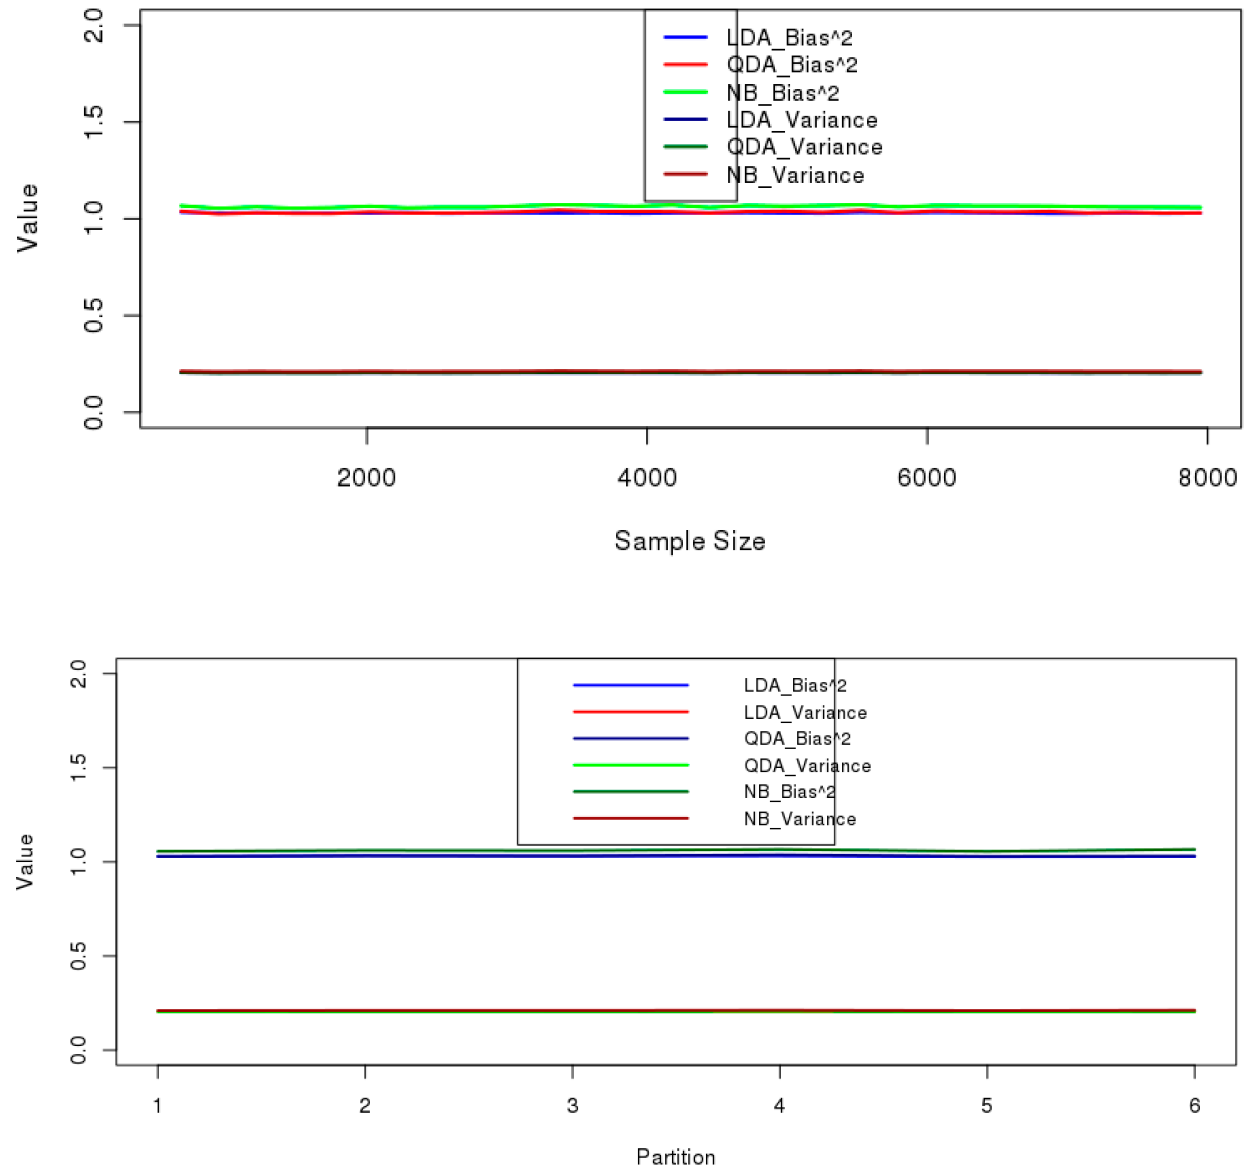 2.0
1.5
1.0
0.5
0.0
Value
LDA_Bias^2
QDA_Bias^2
NB_Bias^2
LDA_Variance
QDA_Variance
NB_Variance
2000 4000 6000 8000
Sample Size
2.0
1.5
1.0
0.5
0.0
Value
LDA_Bias^2
LDA_Variance
QDA_Bias^2
QDA_Variance
NB_Bias^2
NB_Variance
1 2 3 4 5 6
Partition